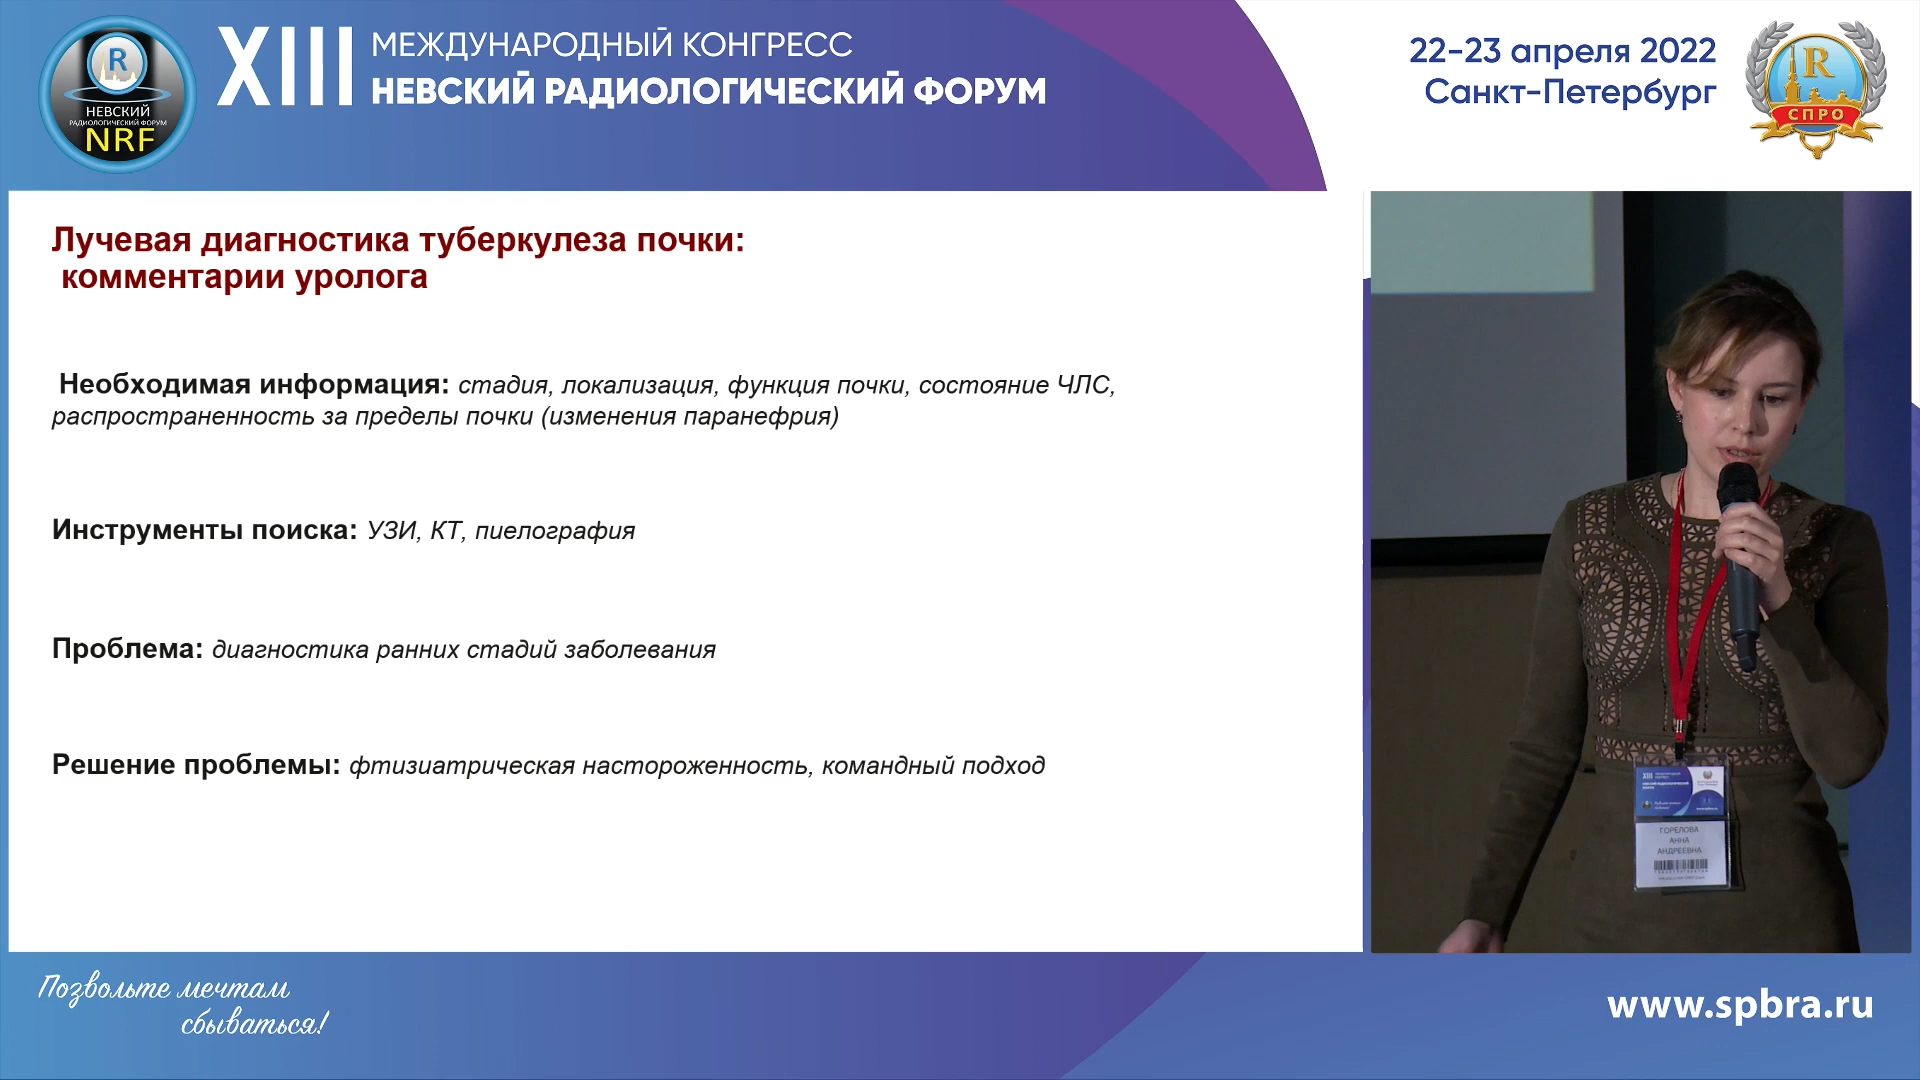 R
НЕВСКИЙ
РАДИОЛОГИЧЕСКИЙ ФОРУМ
NRF
XIII МЕЖДУНАРОДНЫЙ КОНГРЕСС
НЕВСКИЙ РАДИОЛОГИЧЕСКИЙ ФОРУМ
22-23 апреля 2022
Санкт-Петербург
R
СПРО
Лучевая диагностика туберкулеза почки:
комментарии уролога
Необходимая информация: стадия, локализация, функция почки, состояние ЧЛС,
распространенность за пределы почки (изменения паранефрия)
Инструменты поиска: УЗИ, КТ, пиелография
Проблема: диагностика ранних стадий заболевания
Решение проблемы: фтизиатрическая настороженность, командный подход
XIII
ГОРЕЛОВА
АННА
АНДРЕЕВНА
Позвольте мечтам
сбываться!
www.spbra.ru